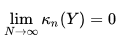 lim_{N→∞} κ_n(Y) = 0